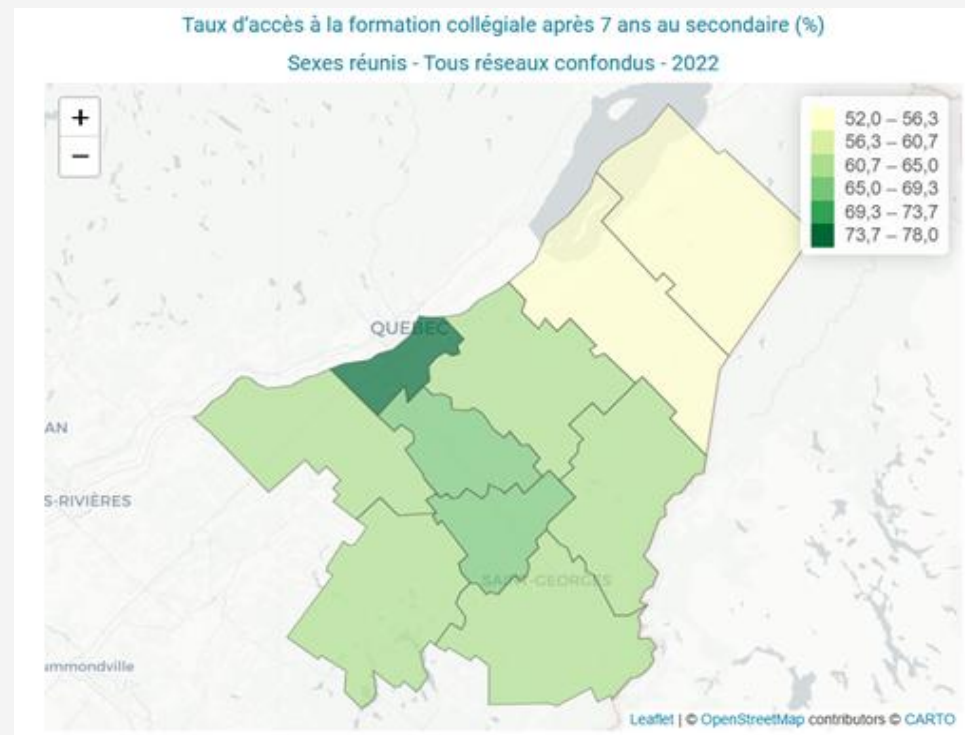 Taux d'accès à la formation collégiale après 7 ans au secondaire (%)
Sexes réunis - Tous réseaux confondus - 2022
+
−
52,0 – 56,3
56,3 – 60,7
60,7 – 65,0
65,0 – 69,3
69,3 – 73,7
73,7 – 78,0
QUEBEC
AN
S-RIVIÈRES
SAINT-GEORGES
ummondville
Leaflet | © OpenStreetMap contributors © CARTO